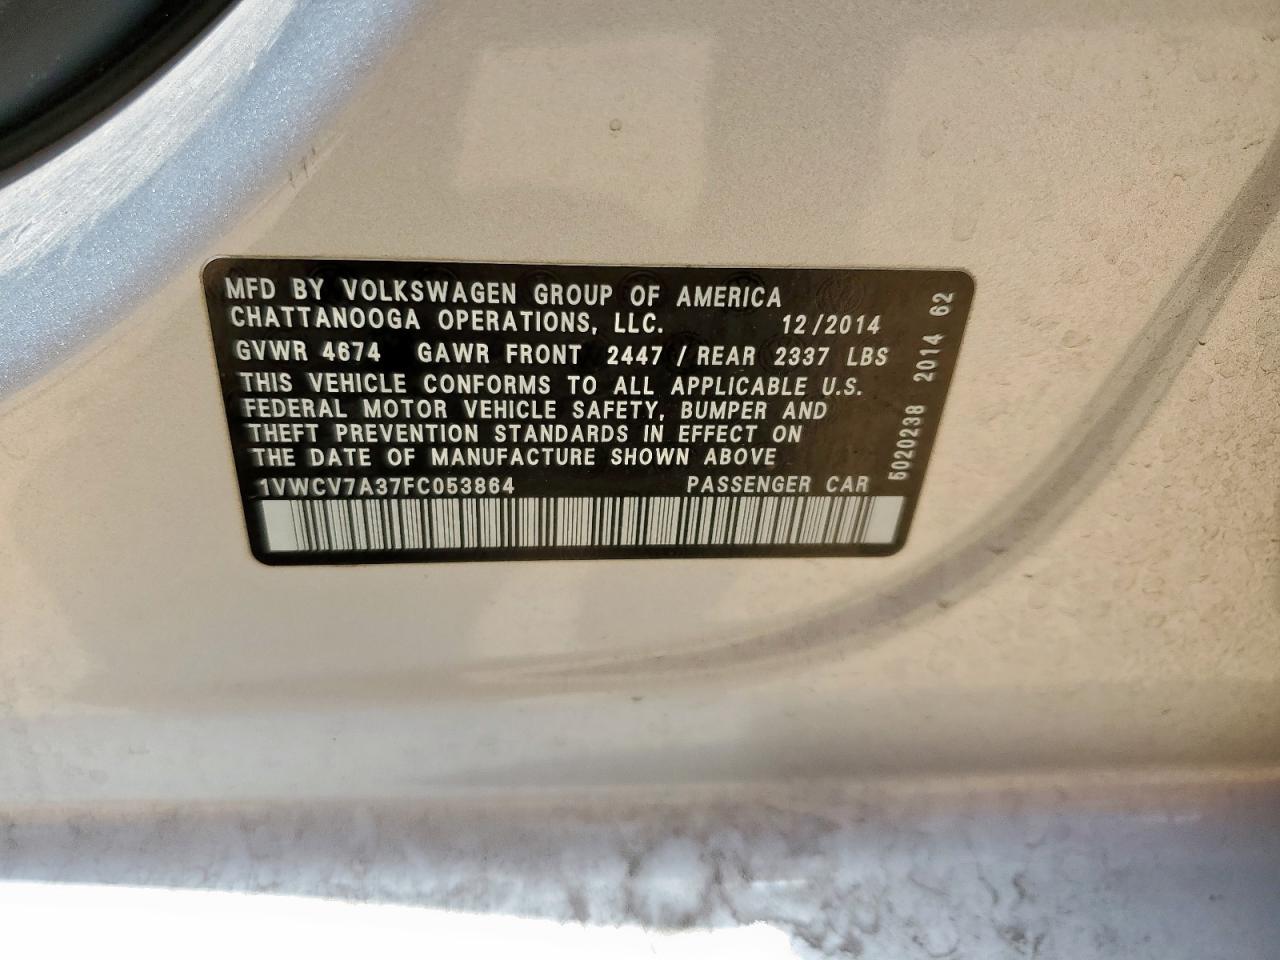 MFD BY VOLKSWAGEN GROUP OF AMERICA
CHATTANOOGA OPERATIONS, LLC. 12/2014
GVWR 4674 GAWR FRONT 2447 / REAR 2337 LBS
THIS VEHICLE CONFORMS TO ALL APPLICABLE U.S.
FEDERAL MOTOR VEHICLE SAFETY, BUMPER AND
THEFT PREVENTION STANDARDS IN EFFECT ON
THE DATE OF MANUFACTURE SHOWN ABOVE
1VWCV7A37FC053864 PASSENGER CAR
5020238 2014 62